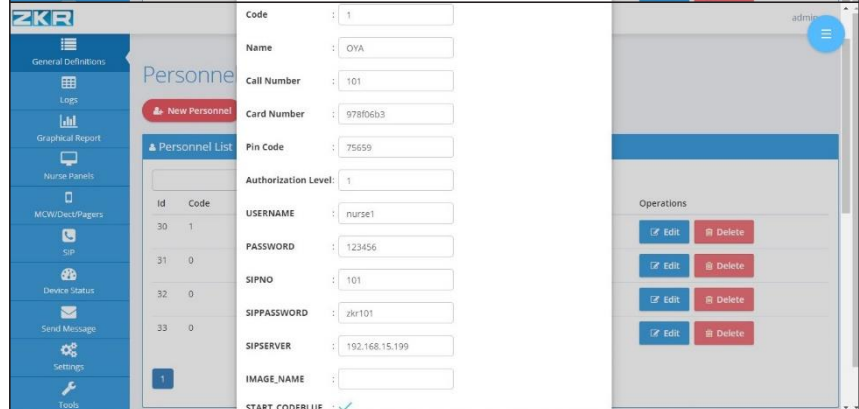 ZKR
admin
General Definitions
Logs
Graphical Report
Nurse Panels
MCW/Dect/Pagers
SIP
Device Status
Send Message
Settings
Tools
Personne
New Personnel
Personnel List
Id Code Operations
30 1 Edit Delete
31 0 Edit Delete
32 0 Edit Delete
33 0 Edit Delete
1
Code : 1
Name : OYA
Call Number : 101
Card Number : 978f06b3
Pin Code : 75659
Authorization Level: 1
USERNAME : nurse1
PASSWORD : 123456
SIPNO : 101
SIPPASSWORD : zkr101
SIPSERVER : 192.168.15.199
IMAGE_NAME :
START_CODEBLUE :